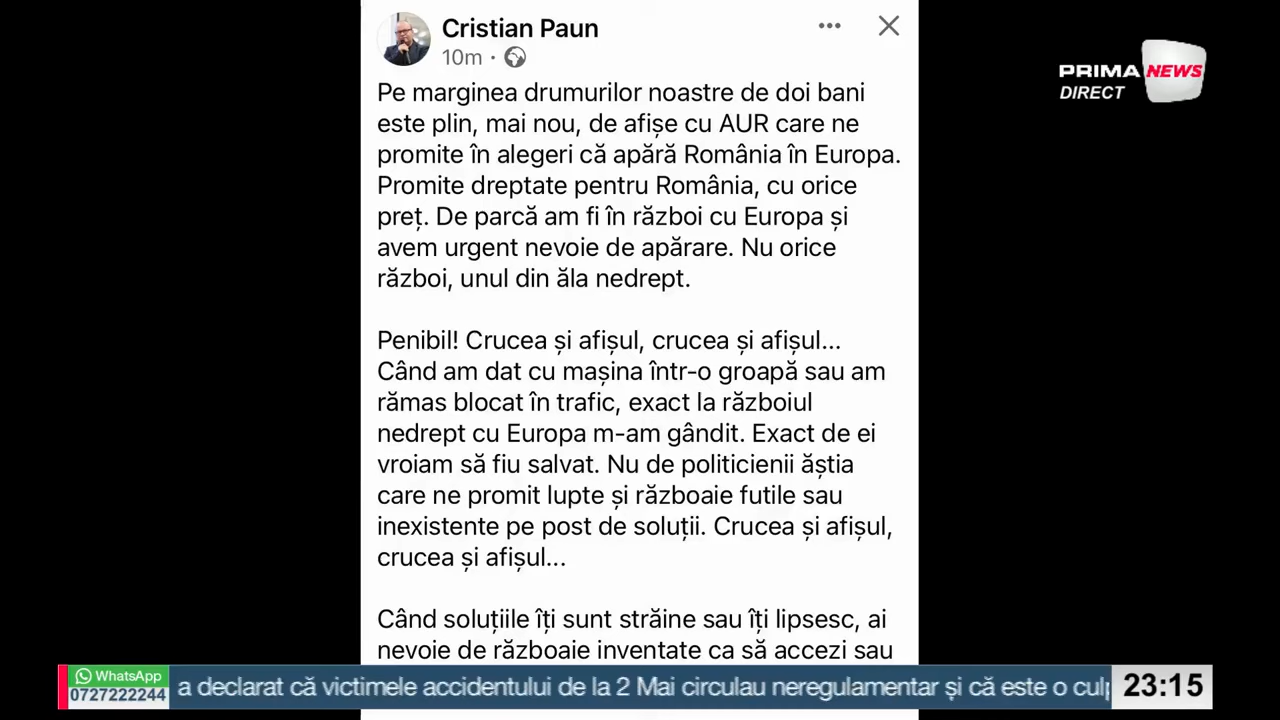 Cristian Paun
10m
Pe marginea drumurilor noastre de doi bani
este plin, mai nou, de afișe cu AUR care ne
promite în alegeri că apără România în Europa.
Promite dreptate pentru România, cu orice
preț. De parcă am fi în război cu Europa și
avem urgent nevoie de apărare. Nu orice
război, unul din ăla nedrept.
Penibil! Crucea și afișul, crucea și afișul...
Când am dat cu mașina într-o groapă sau am
rămas blocat în trafic, exact la războiul
nedrept cu Europa m-am gândit. Exact de ei
vroiam să fiu salvat. Nu de politicienii ăștia
care ne promit lupte și războaie futile sau
inexistente pe post de soluții. Crucea și afișul,
crucea și afișul...
Când soluțiile îți sunt străine sau îți lipsesc, ai
nevoie de războaie inventate ca să accezi sau
PRIMA NEWS
DIRECT
WhatsApp
0727222244
a declarat că victimele accidentului de la 2 Mai circulau neregulamentar și că este o
23:15